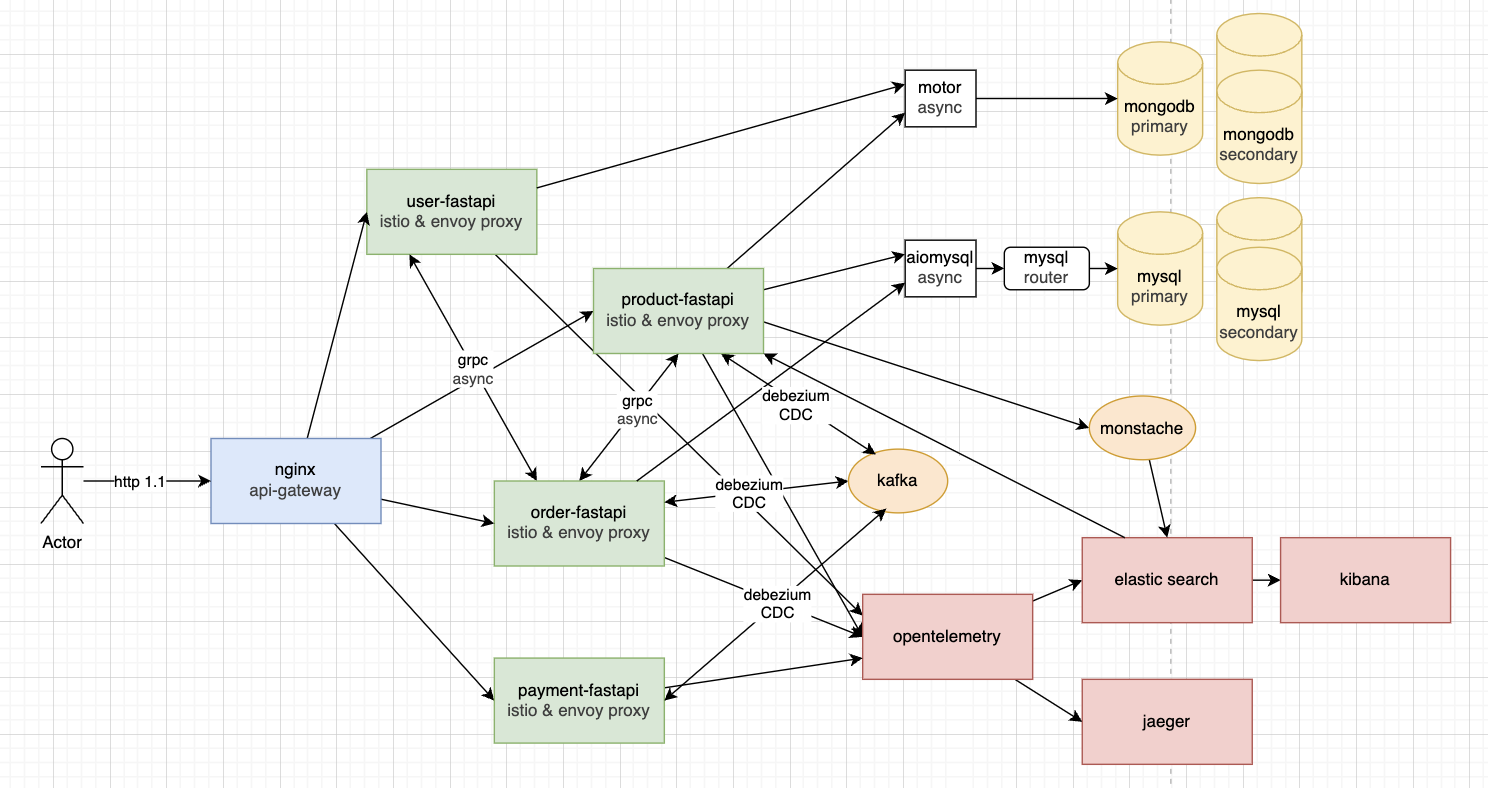 motor
async
mongodb
primary
mongodb
secondary
user-fastapi
istio & envoy proxy
product-fastapi
istio & envoy proxy
aiomysql
async
mysql
router
mysql
primary
mysql
secondary
grpc
async
grpc
async
debezium
CDC
monstache
nginx
api-gateway
http 1.1
Actor
order-fastapi
istio & envoy proxy
debezium
CDC
kafka
debezium
CDC
elastic search
kibana
opentelemetry
payment-fastapi
istio & envoy proxy
jaeger